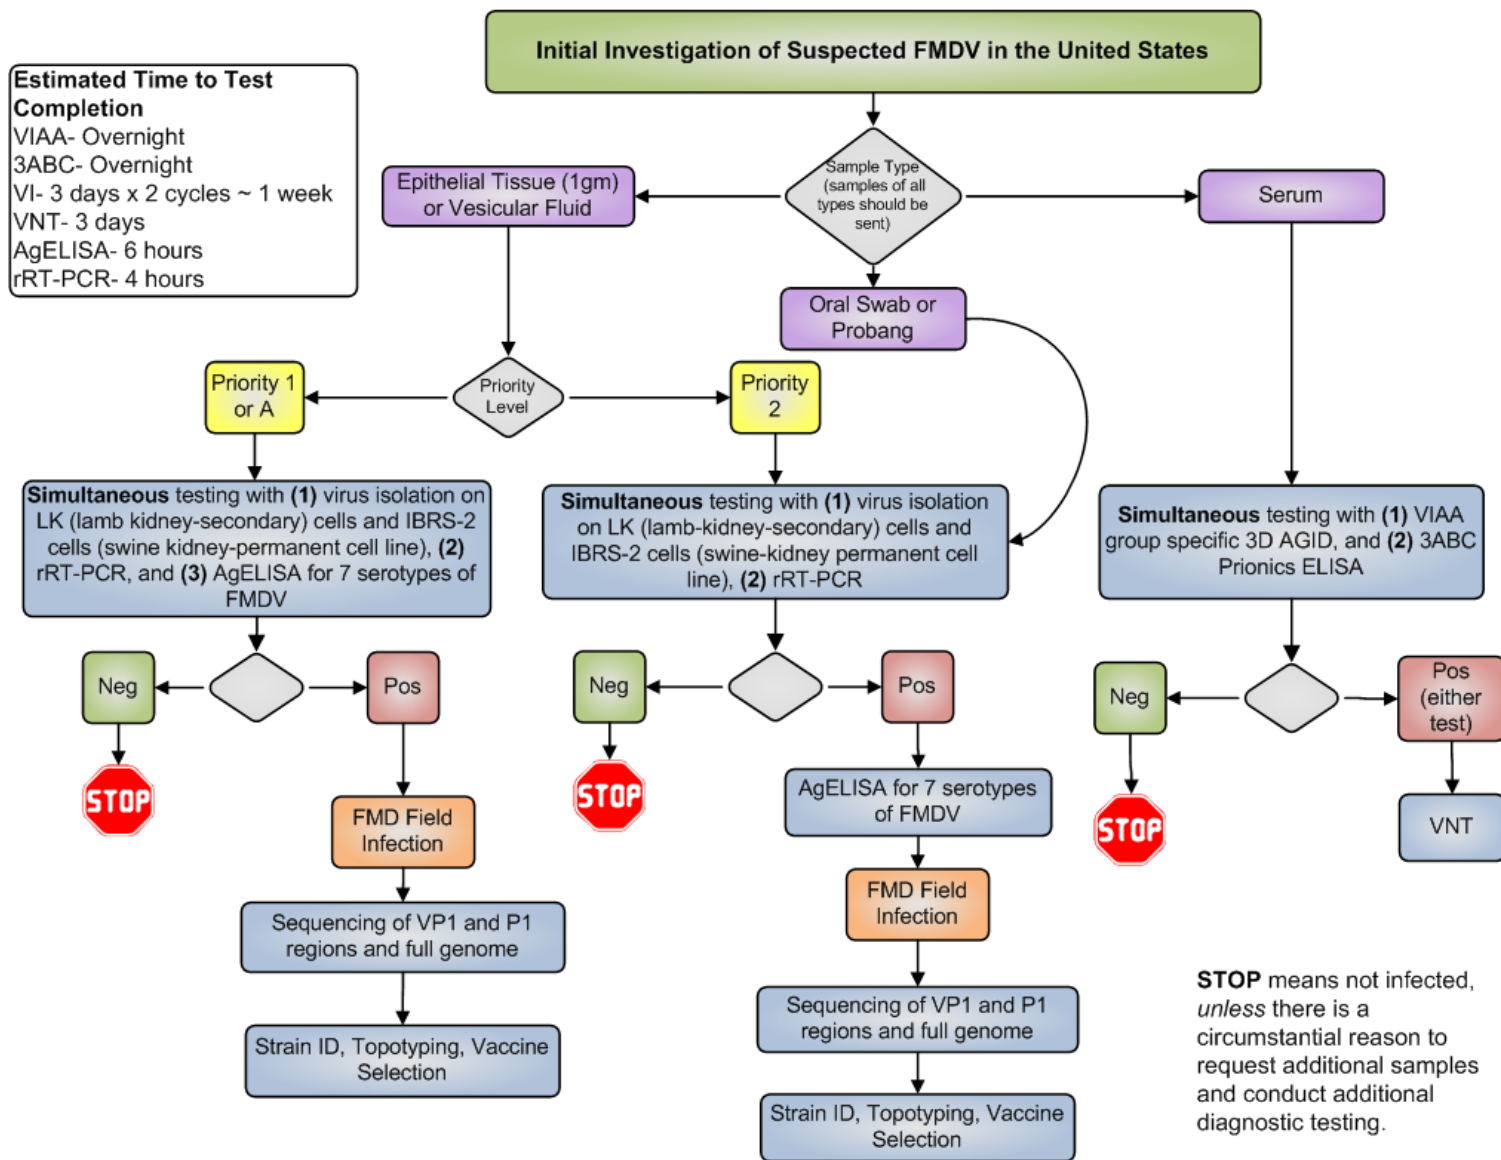 Initial Investigation of Suspected FMDV in the United States
Estimated Time to Test
Completion
VIAA- Overnight
3ABC- Overnight
VI- 3 days x 2 cycles ~ 1 week
VNT- 3 days
AgELISA- 6 hours
rRT-PCR- 4 hours
Sample Type
(samples of all
types should be
sent)
Epithelial Tissue (1gm)
or Vesicular Fluid
Serum
Oral Swab or
Probang
Priority Level
Priority 1
or A
Priority
2
Simultaneous testing with (1) virus isolation on
LK (lamb kidney-secondary) cells and IBRS-2
cells (swine kidney-permanent cell line), (2)
rRT-PCR, and (3) AgELISA for 7 serotypes of
FMDV
Simultaneous testing with (1) virus isolation
on LK (lamb-kidney-secondary) cells and
IBRS-2 cells (swine-kidney permanent cell
line), (2) rRT-PCR
Simultaneous testing with (1) VIAA
group specific 3D AGID, and (2) 3ABC
Prionics ELISA
Neg
Pos
Neg
Pos
Neg
Pos
(either
test)
STOP
STOP
STOP
FMD Field
Infection
AgELISA for 7 serotypes
of FMDV
VNT
Sequencing of VP1 and P1
regions and full genome
FMD Field
Infection
Strain ID, Topotyping, Vaccine
Selection
Sequencing of VP1 and P1
regions and full genome
Strain ID, Topotyping, Vaccine
Selection
STOP means not infected,
unless there is a
circumstantial reason to
request additional samples
and conduct additional
diagnostic testing.